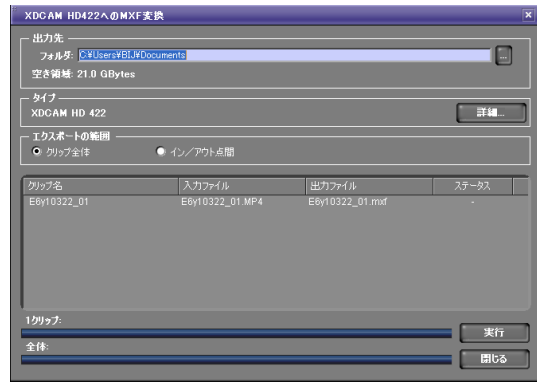 XDCAM HD422へのMXF変換
出力先
フォルダ: C:¥Users¥BIJ¥Documents
...
空き領域: 21.0 GBytes
タイプ
XDCAM HD 422
詳細...
エクスポートの範囲
クリップ全体 イン／アウト点間
クリップ名 入力ファイル 出力ファイル ステータス
E6y10322_01 E6y10322_01.MP4 E6y10322_01.mxf -
1クリップ:
実行
全体:
閉じる